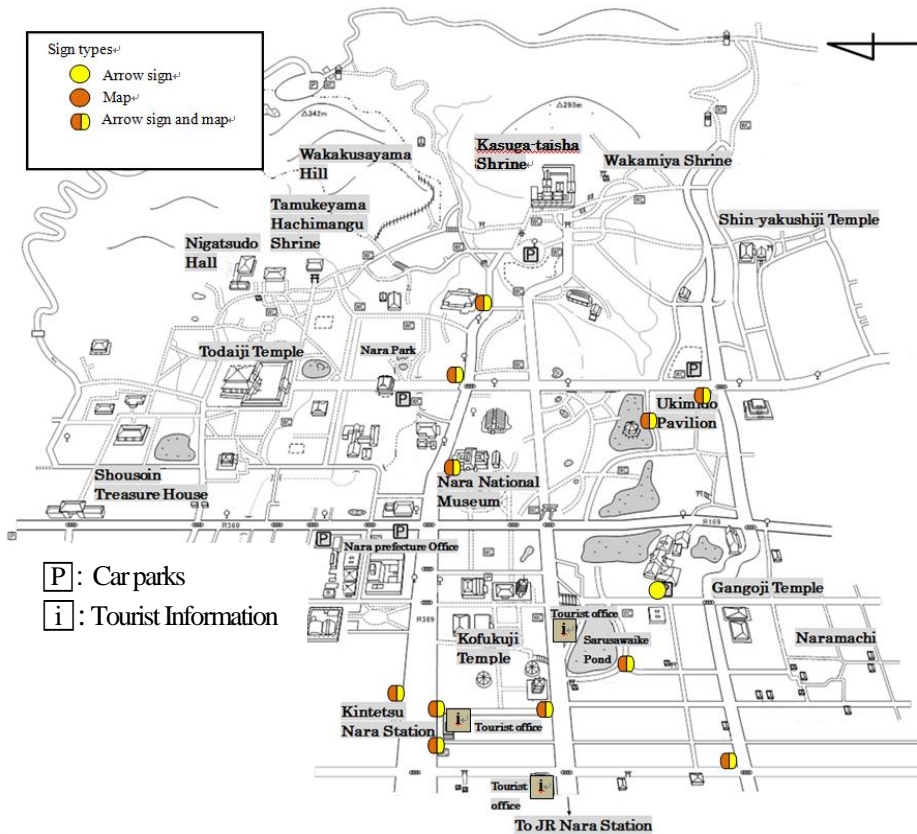 Sign types
Arrow sign
Map
Arrow sign and map
△342m
△293m
Wakakusayama
Hill
Kasuga-taisha
Shrine
Wakamiya Shrine
Tamukeyama
Hachimangu
Shrine
Shin-yakushiji Temple
Nigatsudo
Hall
P
Todaiji Temple
Nara Park
P
P
Ukimido
Pavilion
Shousoin
Treasure House
Nara National
Museum
R369
R169
P
P
P
Nara prefecture Office
P : Car parks
i : Tourist Information
Gangoji Temple
R369
Tourist office
i
Kofukuji
Temple
Sarusawaike
Pond
Naramachi
Kintetsu
Nara Station
i
Tourist office
Tourist
office
i
To JR Nara Station